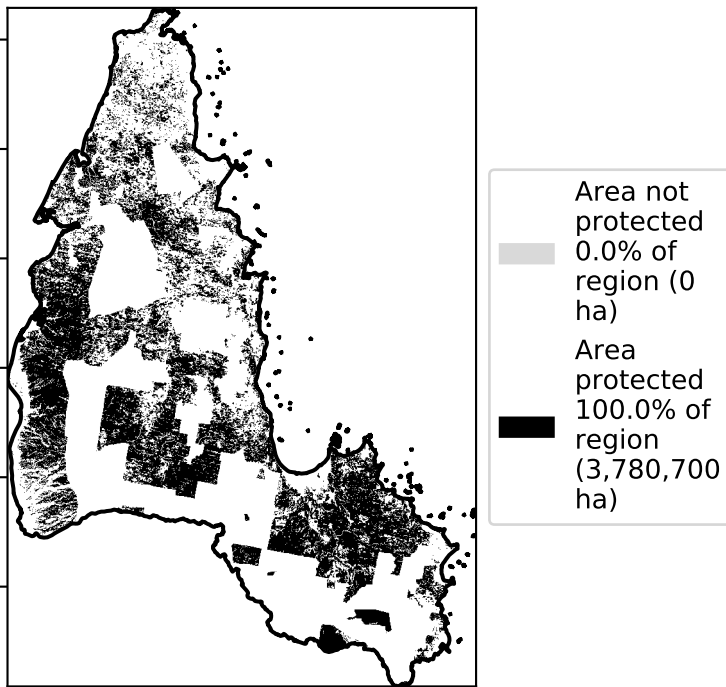 Area not
protected
0.0% of
region (0
ha)
Area
protected
100.0% of
region
(3,780,700
ha)